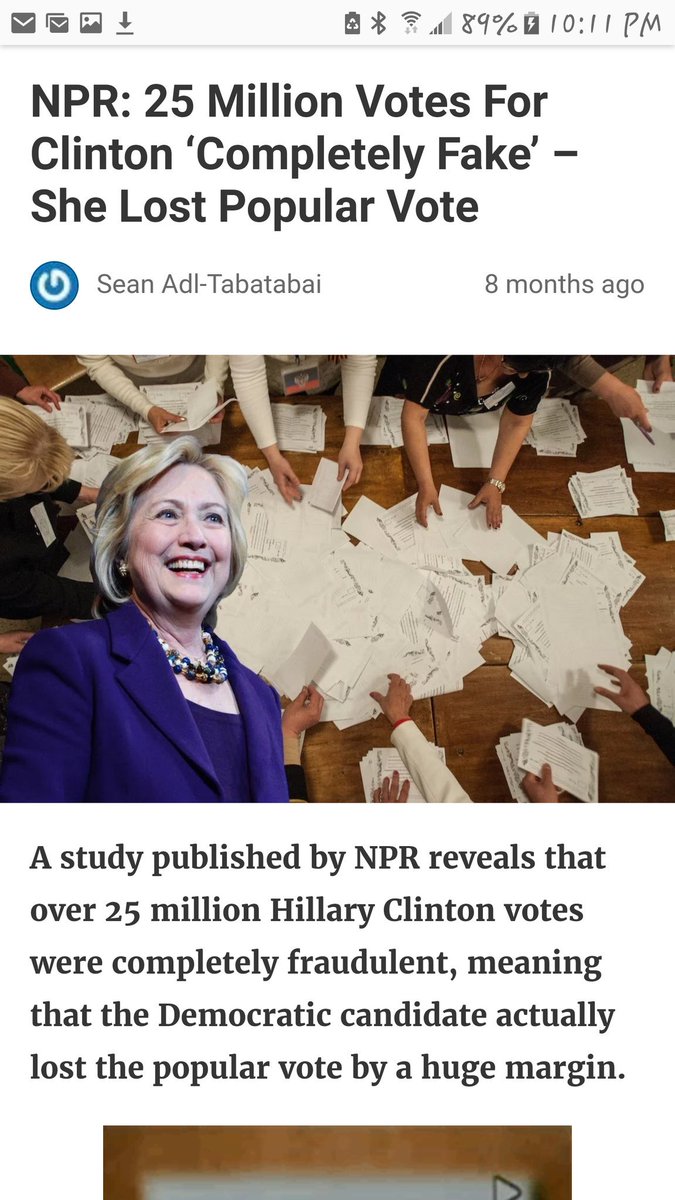 89% 10:11 PM
NPR: 25 Million Votes For
Clinton ‘Completely Fake’ –
She Lost Popular Vote
Sean Adl-Tabatabai 8 months ago
A study published by NPR reveals that
over 25 million Hillary Clinton votes
were completely fraudulent, meaning
that the Democratic candidate actually
lost the popular vote by a huge margin.